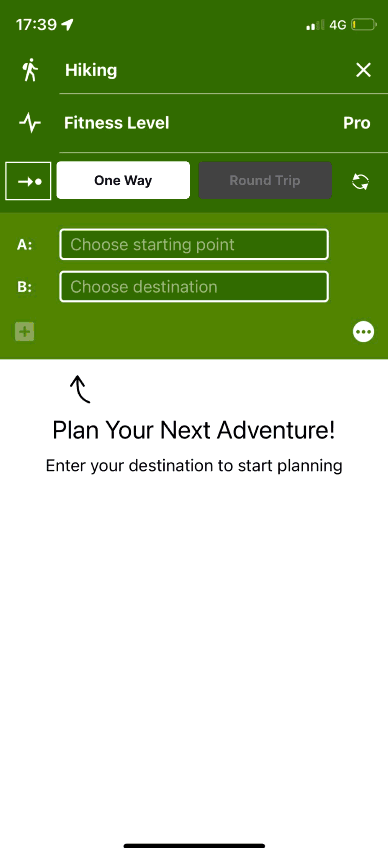 17:39 4G
Hiking
Fitness Level Pro
One Way Round Trip
A: Choose starting point
B: Choose destination
Plan Your Next Adventure!
Enter your destination to start planning